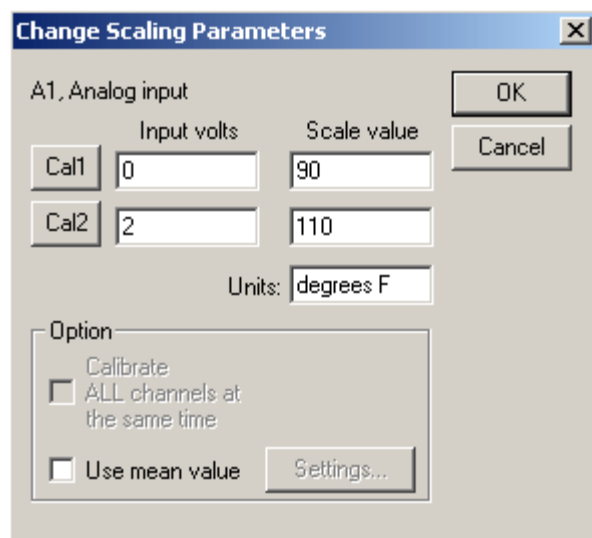 Change Scaling Parameters
A1, Analog input
OK
Input volts Scale value
Cancel
Cal1 0 90
Cal2 2 110
Units: degrees F
Option
Calibrate
ALL channels at
the same time
Use mean value Settings...